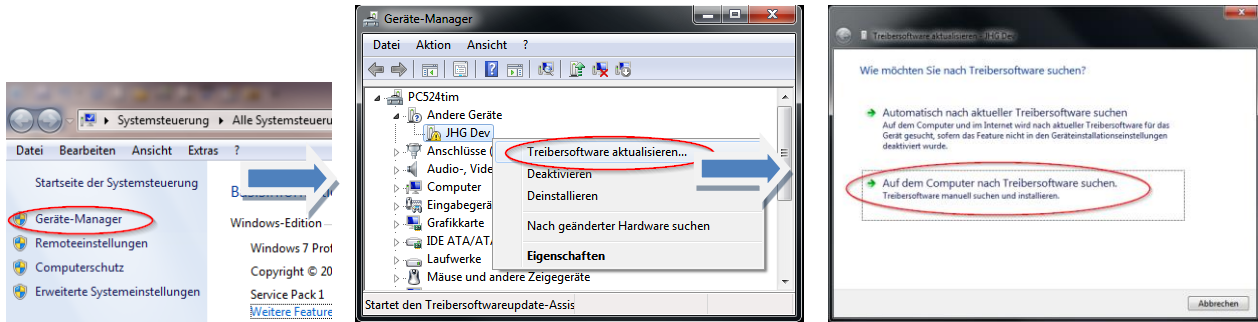 Systemsteuerung
Alle Systemsteueru
Datei Bearbeiten Ansicht Extras ?
Startseite der Systemsteuerung
Geräte-Manager
Remoteeinstellungen
Computerschutz
Erweiterte Systemeinstellungen
Windows-Edition
Windows 7 Prof
Copyright © 20
Service Pack 1
Weitere Feature
Geräte-Manager
Datei Aktion Ansicht ?
PC524tim
Andere Geräte
JHG Dev
Anschlüsse (
Audio-, Vide
Computer
Eingabegerä
Grafikkarte
IDE ATA/AT
Laufwerke
Mäuse und andere Zeigegeräte
Treibersoftware aktualisieren...
Deaktivieren
Deinstallieren
Nach geänderter Hardware suchen
Eigenschaften
Startet den Treibersoftwareupdate-Assis
Treibersoftware aktualisieren - JHG Dev
Wie möchten Sie nach Treibersoftware suchen?
Automatisch nach aktueller Treibersoftware suchen
Auf dem Computer und im Internet wird nach aktueller Treibersoftware für das
Gerät gesucht, sofern das Feature nicht in den Geräteinstallationseinstellungen
deaktiviert wurde.
Auf dem Computer nach Treibersoftware suchen.
Treibersoftware manuell suchen und installieren.
Abbrechen